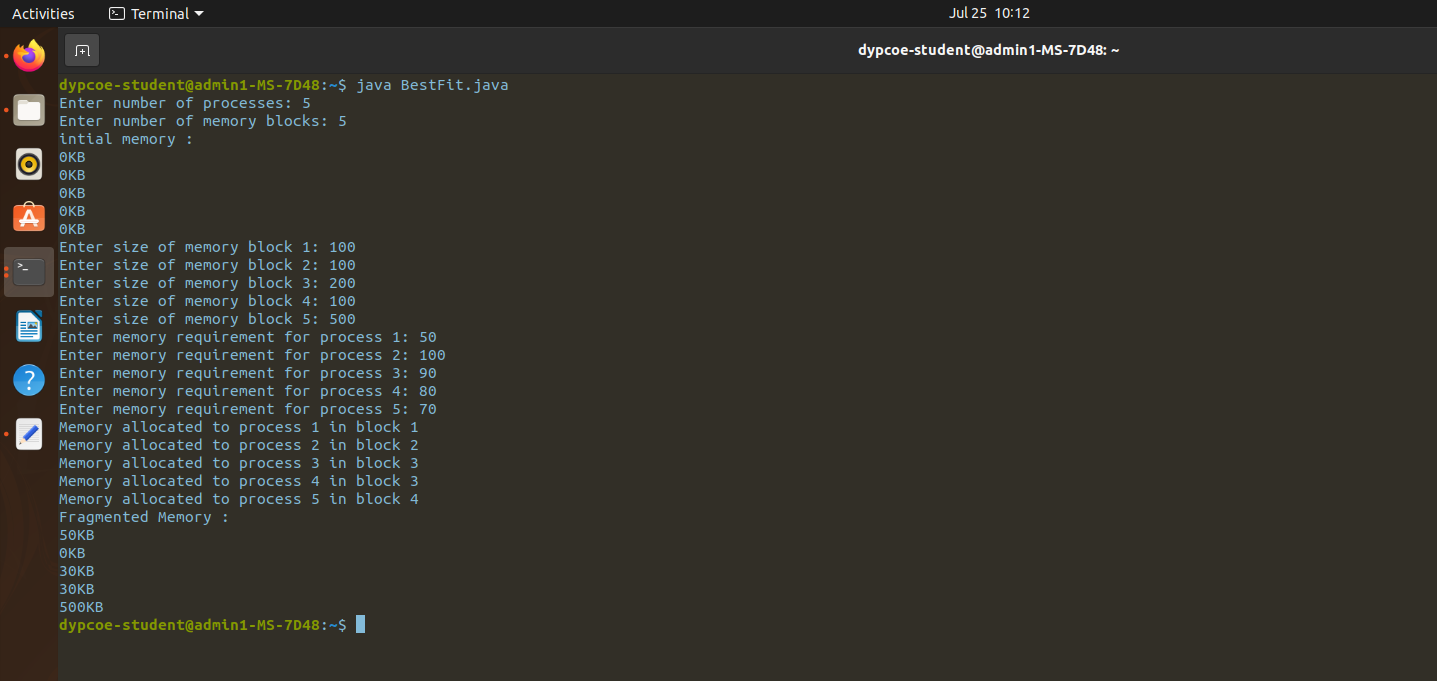 Activities Terminal Jul 25 10:12
dypcoe-student@admin1-MS-7D48: ~
dypcoe-student@admin1-MS-7D48:~$ java BestFit.java
Enter number of processes: 5
Enter number of memory blocks: 5
intial memory :
0KB
0KB
0KB
0KB
0KB
Enter size of memory block 1: 100
Enter size of memory block 2: 100
Enter size of memory block 3: 200
Enter size of memory block 4: 100
Enter size of memory block 5: 500
Enter memory requirement for process 1: 50
Enter memory requirement for process 2: 100
Enter memory requirement for process 3: 90
Enter memory requirement for process 4: 80
Enter memory requirement for process 5: 70
Memory allocated to process 1 in block 1
Memory allocated to process 2 in block 2
Memory allocated to process 3 in block 3
Memory allocated to process 4 in block 3
Memory allocated to process 5 in block 4
Fragmented Memory :
50KB
0KB
30KB
30KB
500KB
dypcoe-student@admin1-MS-7D48:~$